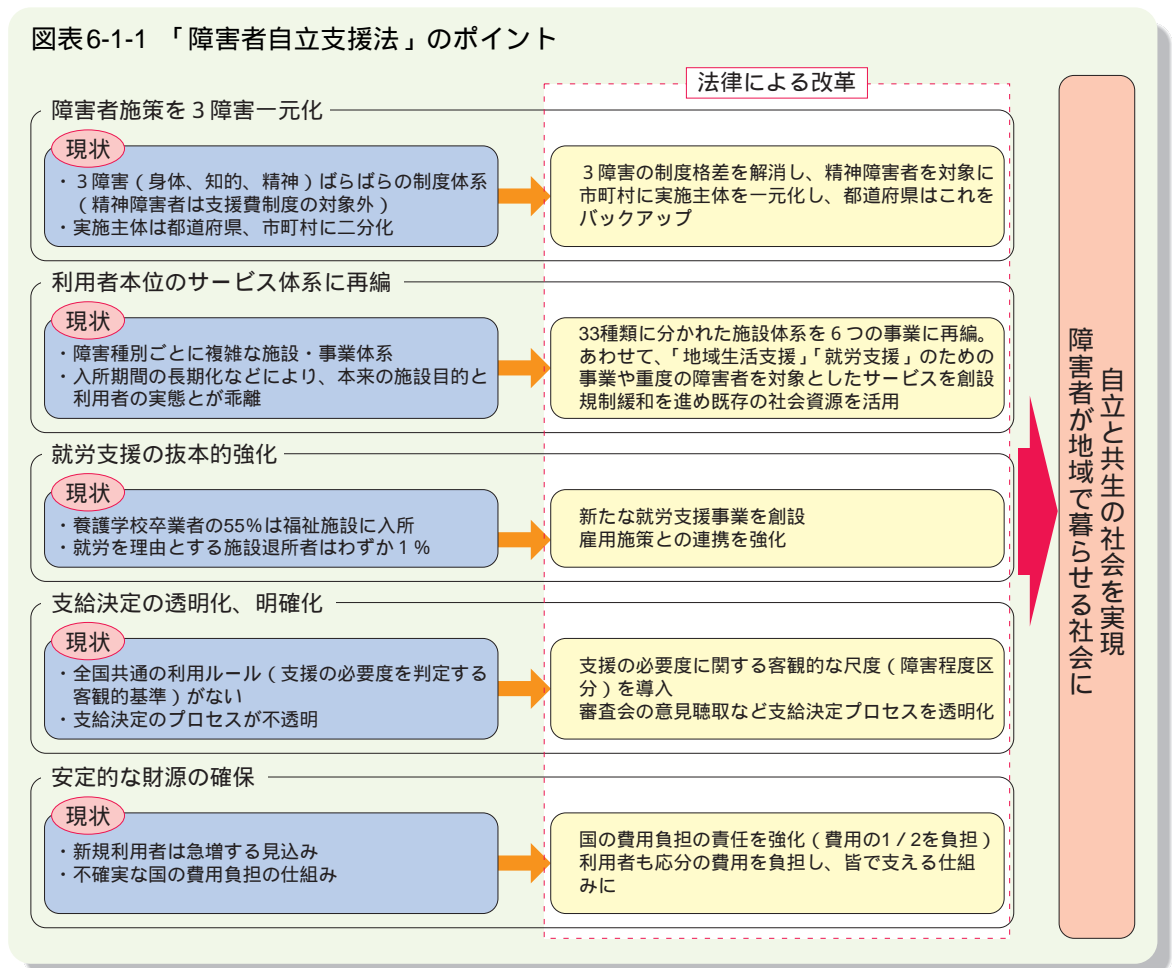 図表6-1-1 「障害者自立支援法」のポイント
法律による改革
障害者施策を３障害一元化
現状
・３障害（身体、知的、精神）ばらばらの制度体系
（精神障害者は支援費制度の対象外）
・実施主体は都道府県、市町村に二分化
３障害の制度格差を解消し、精神障害者を対象に
市町村に実施主体を一元化し、都道府県はこれを
バックアップ
利用者本位のサービス体系に再編
現状
・障害種別ごとに複雑な施設・事業体系
・入所期間の長期化などにより、本来の施設目的と
利用者の実態とが乖離
33種類に分かれた施設体系を６つの事業に再編。
あわせて、「地域生活支援」「就労支援」のための
事業や重度の障害者を対象としたサービスを創設
規制緩和を進め既存の社会資源を活用
就労支援の抜本的強化
現状
・養護学校卒業者の55％は福祉施設に入所
・就労を理由とする施設退所者はわずか１％
新たな就労支援事業を創設
雇用施策との連携を強化
支給決定の透明化、明確化
現状
・全国共通の利用ルール（支援の必要度を判定する
客観的基準）がない
・支給決定のプロセスが不透明
支援の必要度に関する客観的な尺度（障害程度区
分）を導入
審査会の意見聴取など支給決定プロセスを透明化
安定的な財源の確保
現状
・新規利用者は急増する見込み
・不確実な国の費用負担の仕組み
国の費用負担の責任を強化（費用の1／2を負担）
利用者も応分の費用を負担し、皆で支える仕組
みに
自立と共生の社会を実現
障害者が地域で暮らせる社会に